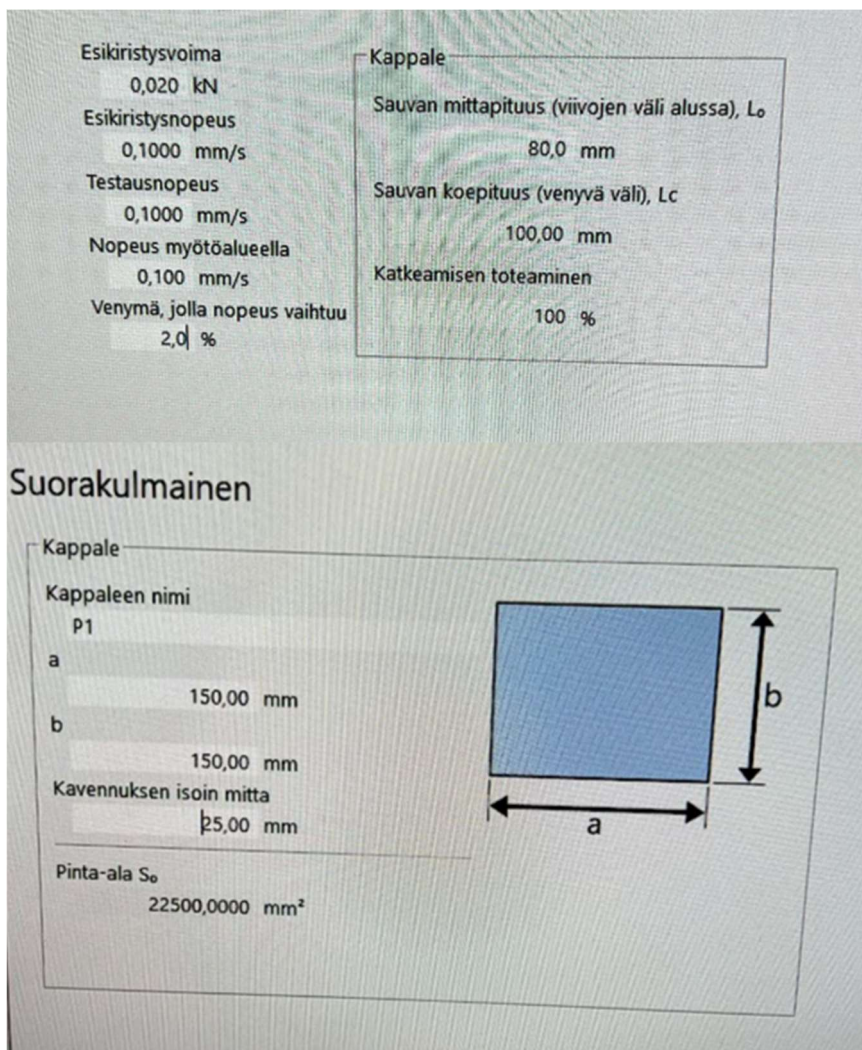 Esikiristysvoima
0,020 kN
Esikiristysnopeus
0,1000 mm/s
Testausnopeus
0,1000 mm/s
Nopeus myötöalueella
0,100 mm/s
Venymä, jolla nopeus vaihtuu
2,0 %
Kappale
Sauvan mittapituus (viivojen väli alussa), L₀
80,0 mm
Sauvan koepituus (venyvä väli), Lc
100,00 mm
Katkeamisen toteaminen
100 %
Suorakulmainen
Kappale
Kappaleen nimi
P1
a
150,00 mm
b
150,00 mm
Kavennuksen isoin mitta
25,00 mm
Pinta-ala S₀
22500,0000 mm²
b
a